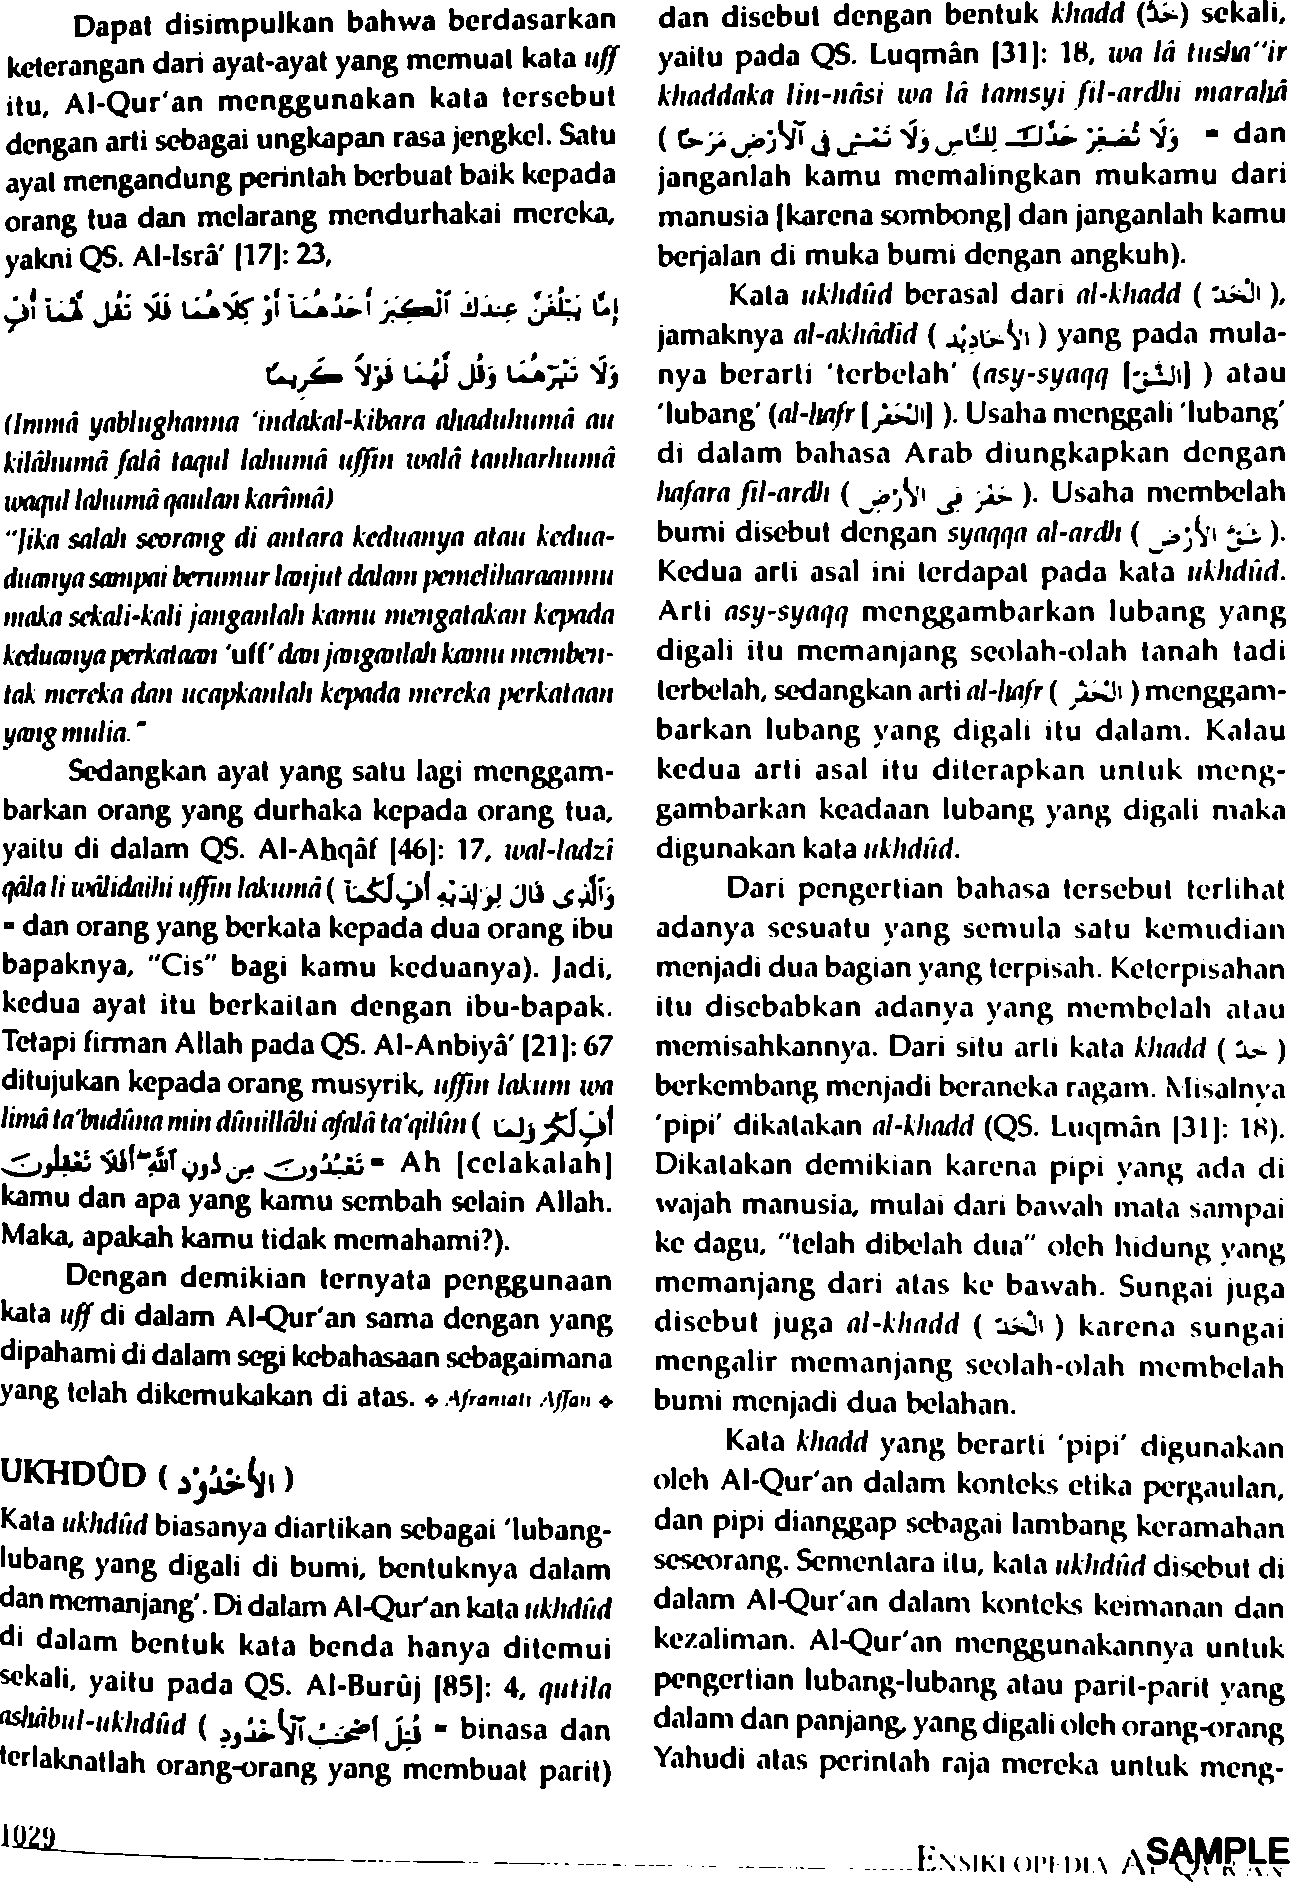 Dapat disimpulkan bahwa berdasarkan
keterangan dari ayat-ayat yang memuat kata uff
itu, Al-Qur'an menggunakan kata tersebut
dengan arti sebagai ungkapan rasa jengkel. Satu
ayat mengandung perintah berbuat baik kepada
orang tua dan melarang mendurhakai mereka,
yakni QS. Al-Isrâ' [17]: 23,
إِمَّا يَبْلُغَنَّ عِندَكَ ٱلْكِبَرَ أَحَدُهُمَآ أَوْ كِلَاهُمَا فَلَا تَقُل لَّهُمَآ أُفٍّ
وَلَا تَنْهَرْهُمَا وَقُل لَّهُمَا قَوْلًا كَرِيمًا
(Immâ yablughanna 'indakal-kibara ahaduhumâ au
kilâhumâ falâ taqul lahumâ uffin walâ tanharhumâ
waqul lahumâ qaulan karîmâ)
"Jika salah seorang di antara keduanya atau kedua-
duanya sampai berumur lanjut dalam pemeliharaanmu
maka sekali-kali janganlah kamu mengatakan kepada
keduanya perkataan 'uff' dan janganlah kamu memben-
tak mereka dan ucapkanlah kepada mereka perkataan
yang mulia."
Sedangkan ayat yang satu lagi menggam-
barkan orang yang durhaka kepada orang tua,
yaitu di dalam QS. Al-Ahqâf [46]: 17, wal-ladzî
qâla li wâlidaihi uffin lakumâ ( وَٱلَّذِى قَالَ لِوَٰلِدَيْهِ أُفٍّ لَّكُمَآ
= dan orang yang berkata kepada dua orang ibu
bapaknya, "Cis" bagi kamu keduanya). Jadi,
kedua ayat itu berkaitan dengan ibu-bapak.
Tetapi firman Allah pada QS. Al-Anbiyâ' [21]: 67
ditujukan kepada orang musyrik, uffin lakum wa
limâ ta'budûna min dûnillâhi afalâ ta'qilûn ( أُفٍّ لَّكُمْ وَلِمَا
تَعْبُدُونَ مِن دُونِ ٱللَّهِ أَفَلَا تَعْقِلُونَ = Ah [celakalah]
kamu dan apa yang kamu sembah selain Allah.
Maka, apakah kamu tidak memahami?).
Dengan demikian ternyata penggunaan
kata uff di dalam Al-Qur'an sama dengan yang
dipahami di dalam segi kebahasaan sebagaimana
yang telah dikemukakan di atas. ❖ Aframah Affan ❖
UKHDÛD ( الأُخْدُوْد )
Kata ukhdûd biasanya diartikan sebagai 'lubang-
lubang yang digali di bumi, bentuknya dalam
dan memanjang'. Di dalam Al-Qur'an kata ukhdûd
di dalam bentuk kata benda hanya ditemui
sekali, yaitu pada QS. Al-Burûj [85]: 4, qutila
ashâbul-ukhdûd ( قُتِلَ أَصْحَٰبُ ٱلْأُخْدُودِ = binasa dan
terlaknatlah orang-orang yang membuat parit)
dan disebut dengan bentuk khadd (خَدّ) sekali,
yaitu pada QS. Luqmân [31]: 18, wa lâ tusha"ir
khaddaka lin-nâsi wa lâ tamsyi fil-ardhi marahâ
( وَلَا تُصَعِّرْ خَدَّكَ لِلنَّاسِ وَلَا تَمْشِ فِى ٱلْأَرْضِ مَرَحًا = dan
janganlah kamu memalingkan mukamu dari
manusia [karena sombong] dan janganlah kamu
berjalan di muka bumi dengan angkuh).
Kata ukhdûd berasal dari al-khadd ( الْخَدّ ),
jamaknya al-akhâdîd ( الأَخَادِيْد ) yang pada mula-
nya berarti 'terbelah' (asy-syaqq [الشَّقّ] ) atau
'lubang' (al-hafr [الْحَفْر] ). Usaha menggali 'lubang'
di dalam bahasa Arab diungkapkan dengan
hafara fil-ardh ( حَفَرَ فِي الأَرْضِ ). Usaha membelah
bumi disebut dengan syaqqa al-ardh ( شَقَّ الأَرْضَ ).
Kedua arti asal ini terdapat pada kata ukhdûd.
Arti asy-syaqq menggambarkan lubang yang
digali itu memanjang seolah-olah tanah tadi
terbelah, sedangkan arti al-hafr ( الْحَفْر ) menggam-
barkan lubang yang digali itu dalam. Kalau
kedua arti asal itu diterapkan untuk meng-
gambarkan keadaan lubang yang digali maka
digunakan kata ukhdûd.
Dari pengertian bahasa tersebut terlihat
adanya sesuatu yang semula satu kemudian
menjadi dua bagian yang terpisah. Keterpisahan
itu disebabkan adanya yang membelah atau
memisahkannya. Dari situ arti kata khadd ( خَدّ )
berkembang menjadi beraneka ragam. Misalnya
'pipi' dikatakan al-khadd (QS. Luqmân [31]: 18).
Dikatakan demikian karena pipi yang ada di
wajah manusia, mulai dari bawah mata sampai
ke dagu, "telah dibelah dua" oleh hidung yang
memanjang dari atas ke bawah. Sungai juga
disebut juga al-khadd ( الْخَدّ ) karena sungai
mengalir memanjang seolah-olah membelah
bumi menjadi dua belahan.
Kata khadd yang berarti 'pipi' digunakan
oleh Al-Qur'an dalam konteks etika pergaulan,
dan pipi dianggap sebagai lambang keramahan
seseorang. Sementara itu, kata ukhdûd disebut di
dalam Al-Qur'an dalam konteks keimanan dan
kezaliman. Al-Qur'an menggunakannya untuk
pengertian lubang-lubang atau parit-parit yang
dalam dan panjang, yang digali oleh orang-orang
Yahudi atas perintah raja mereka untuk meng-
1029
ENSIKLOPEDIA AL-QUR'AN
SAMPLE